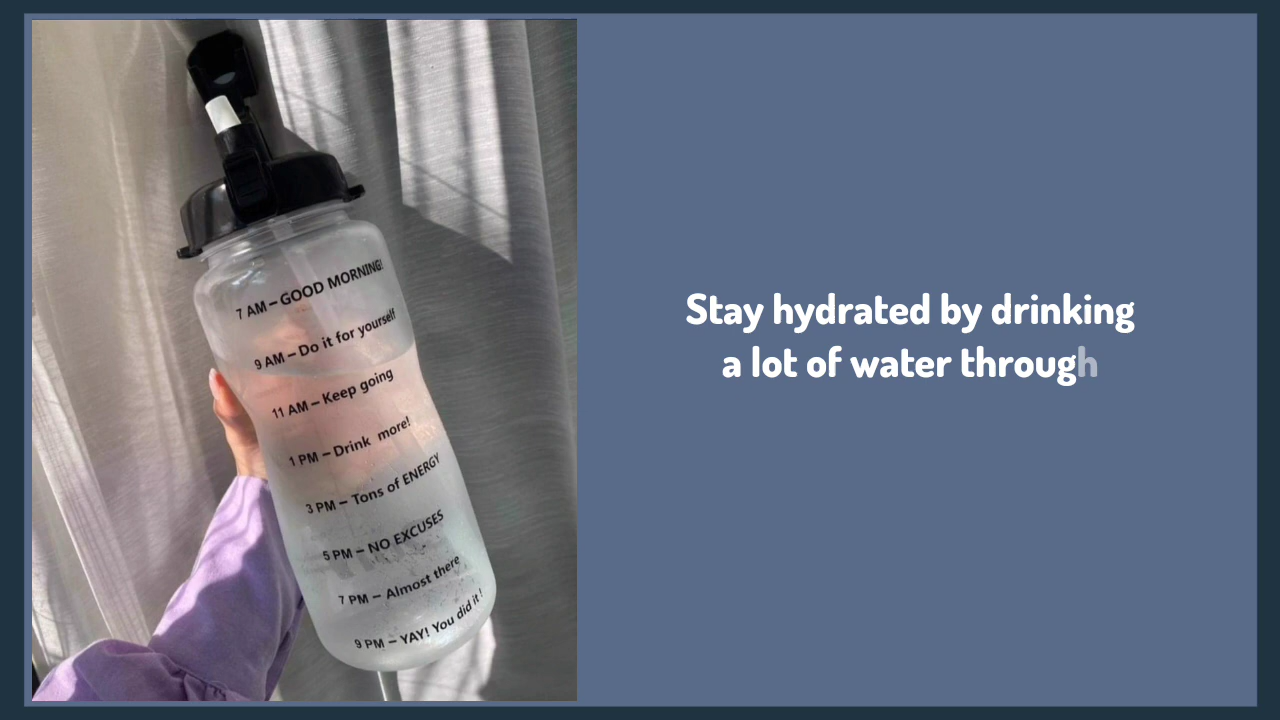 7 AM – GOOD MORNING!
9 AM – Do it for yourself
11 AM – Keep going
1 PM – Drink more!
3 PM – Tons of ENERGY
5 PM – NO EXCUSES
7 PM – Almost there
9 PM – YAY! You did it!
Stay hydrated by drinking
a lot of water through